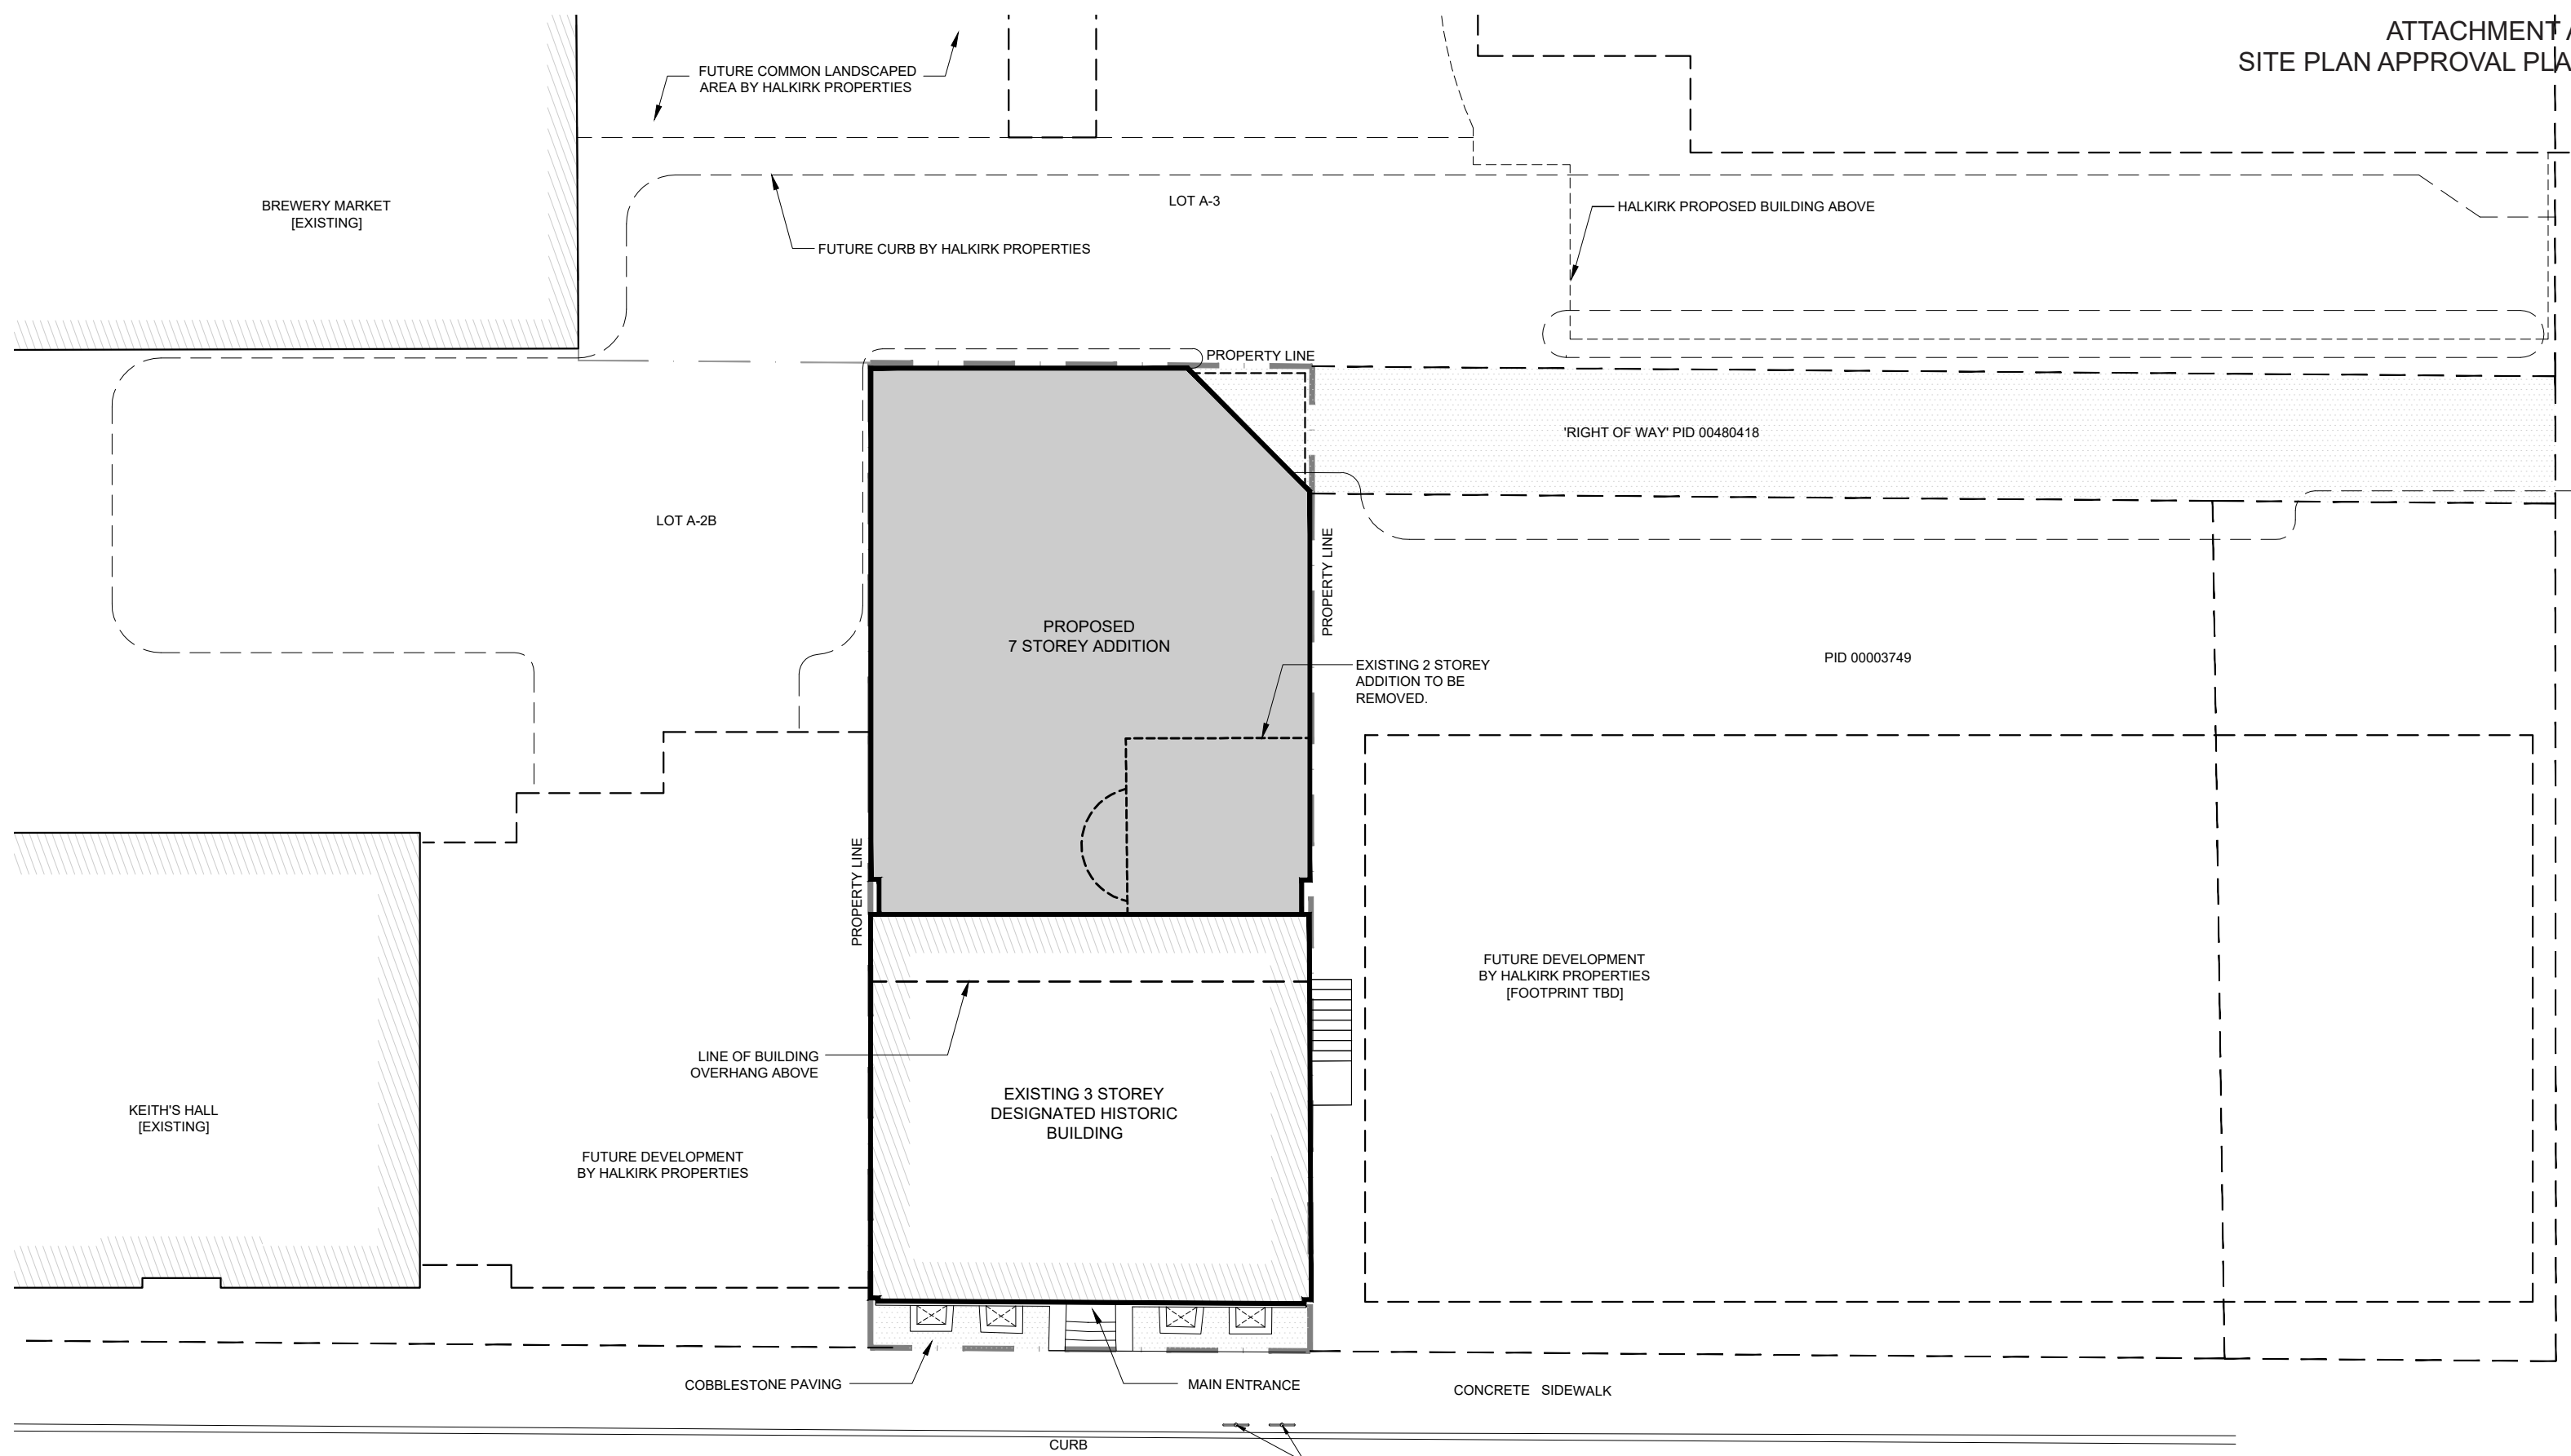 ATTACHMENT A
SITE PLAN APPROVAL PLA
FUTURE COMMON LANDSCAPED
AREA BY HALKIRK PROPERTIES
BREWERY MARKET
[EXISTING]
LOT A-3
HALKIRK PROPOSED BUILDING ABOVE
FUTURE CURB BY HALKIRK PROPERTIES
PROPERTY LINE
'RIGHT OF WAY' PID 00480418
LOT A-2B
PROPERTY LINE
PROPOSED
7 STOREY ADDITION
PID 00003749
EXISTING 2 STOREY
ADDITION TO BE
REMOVED.
PROPERTY LINE
FUTURE DEVELOPMENT
BY HALKIRK PROPERTIES
[FOOTPRINT TBD]
LINE OF BUILDING
OVERHANG ABOVE
EXISTING 3 STOREY
DESIGNATED HISTORIC
BUILDING
KEITH'S HALL
[EXISTING]
FUTURE DEVELOPMENT
BY HALKIRK PROPERTIES
COBBLESTONE PAVING
MAIN ENTRANCE
CONCRETE SIDEWALK
CURB